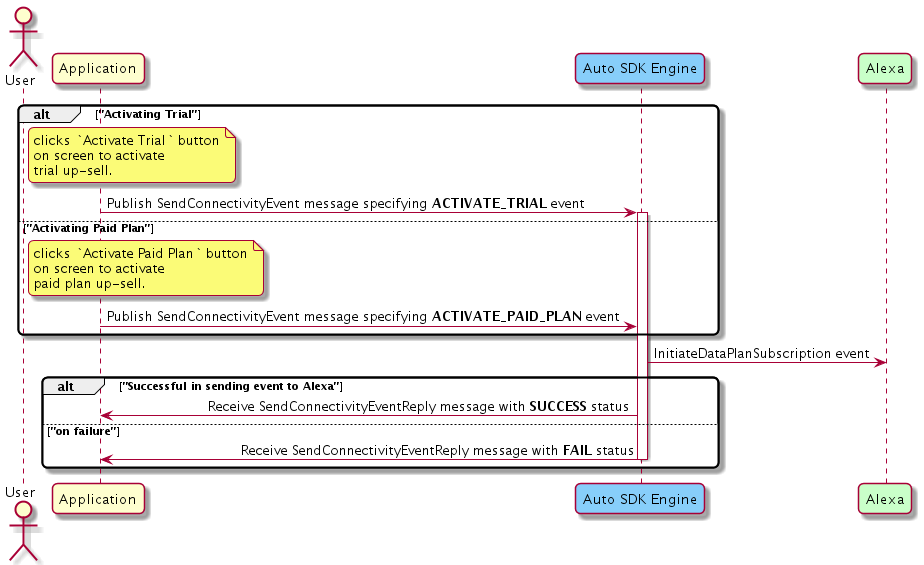 User
Application
Auto SDK Engine
Alexa
alt ["Activating Trial"]
clicks `Activate Trial` button
on screen to activate
trial up-sell.
Publish SendConnectivityEvent message specifying ACTIVATE_TRIAL event
["Activating Paid Plan"]
clicks `Activate Paid Plan` button
on screen to activate
paid plan up-sell.
Publish SendConnectivityEvent message specifying ACTIVATE_PAID_PLAN event
InitiateDataPlanSubscription event
alt ["Successful in sending event to Alexa"]
Receive SendConnectivityEventReply message with SUCCESS status
["on failure"]
Receive SendConnectivityEventReply message with FAIL status
User
Application
Auto SDK Engine
Alexa